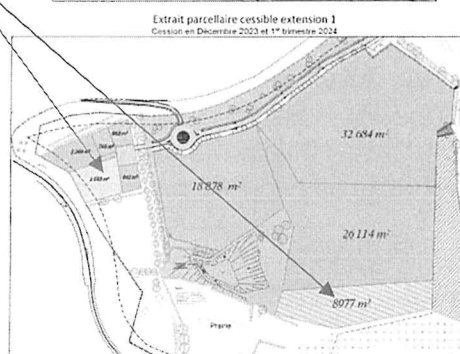 Extrait parcellaire cessible extension 1
Cession en Décembre 2023 et 1er trimestre 2024
32 684 m²
18 878 m²
26 114 m²
8977 m²
Prairie